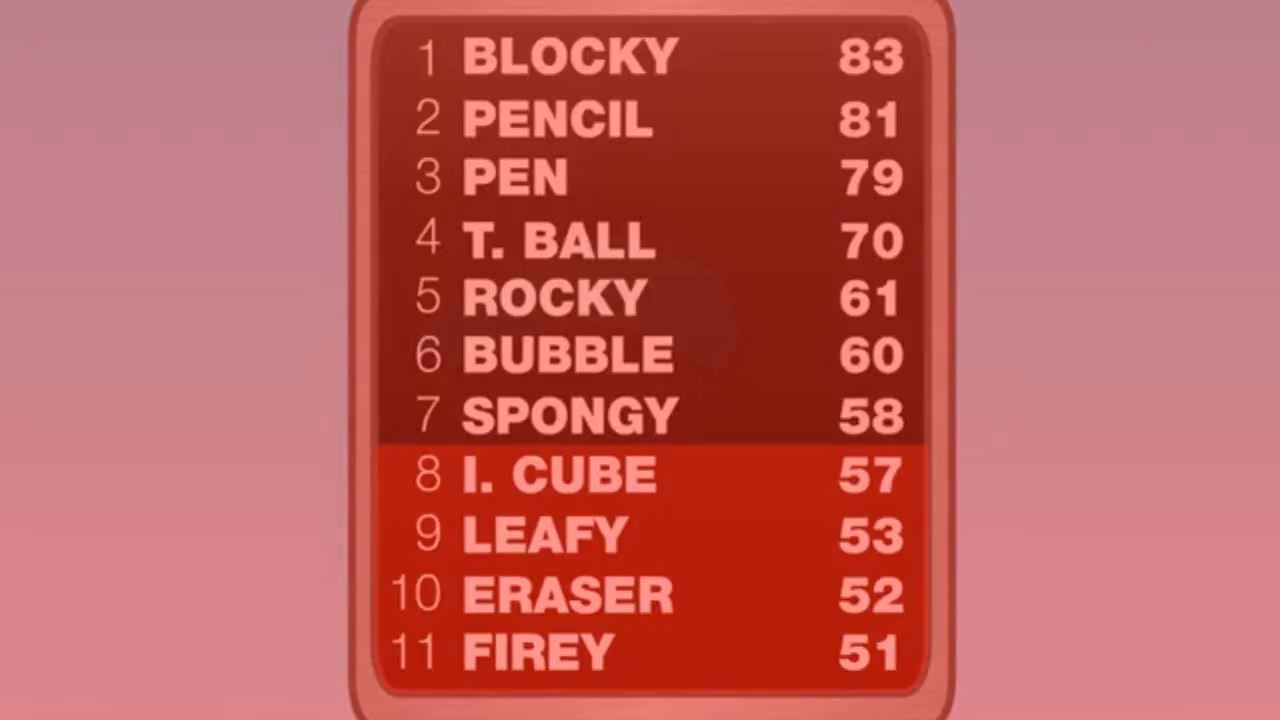 1 BLOCKY 83
2 PENCIL 81
3 PEN 79
4 T. BALL 70
5 ROCKY 61
6 BUBBLE 60
7 SPONGY 58
8 I. CUBE 57
9 LEAFY 53
10 ERASER 52
11 FIREY 51